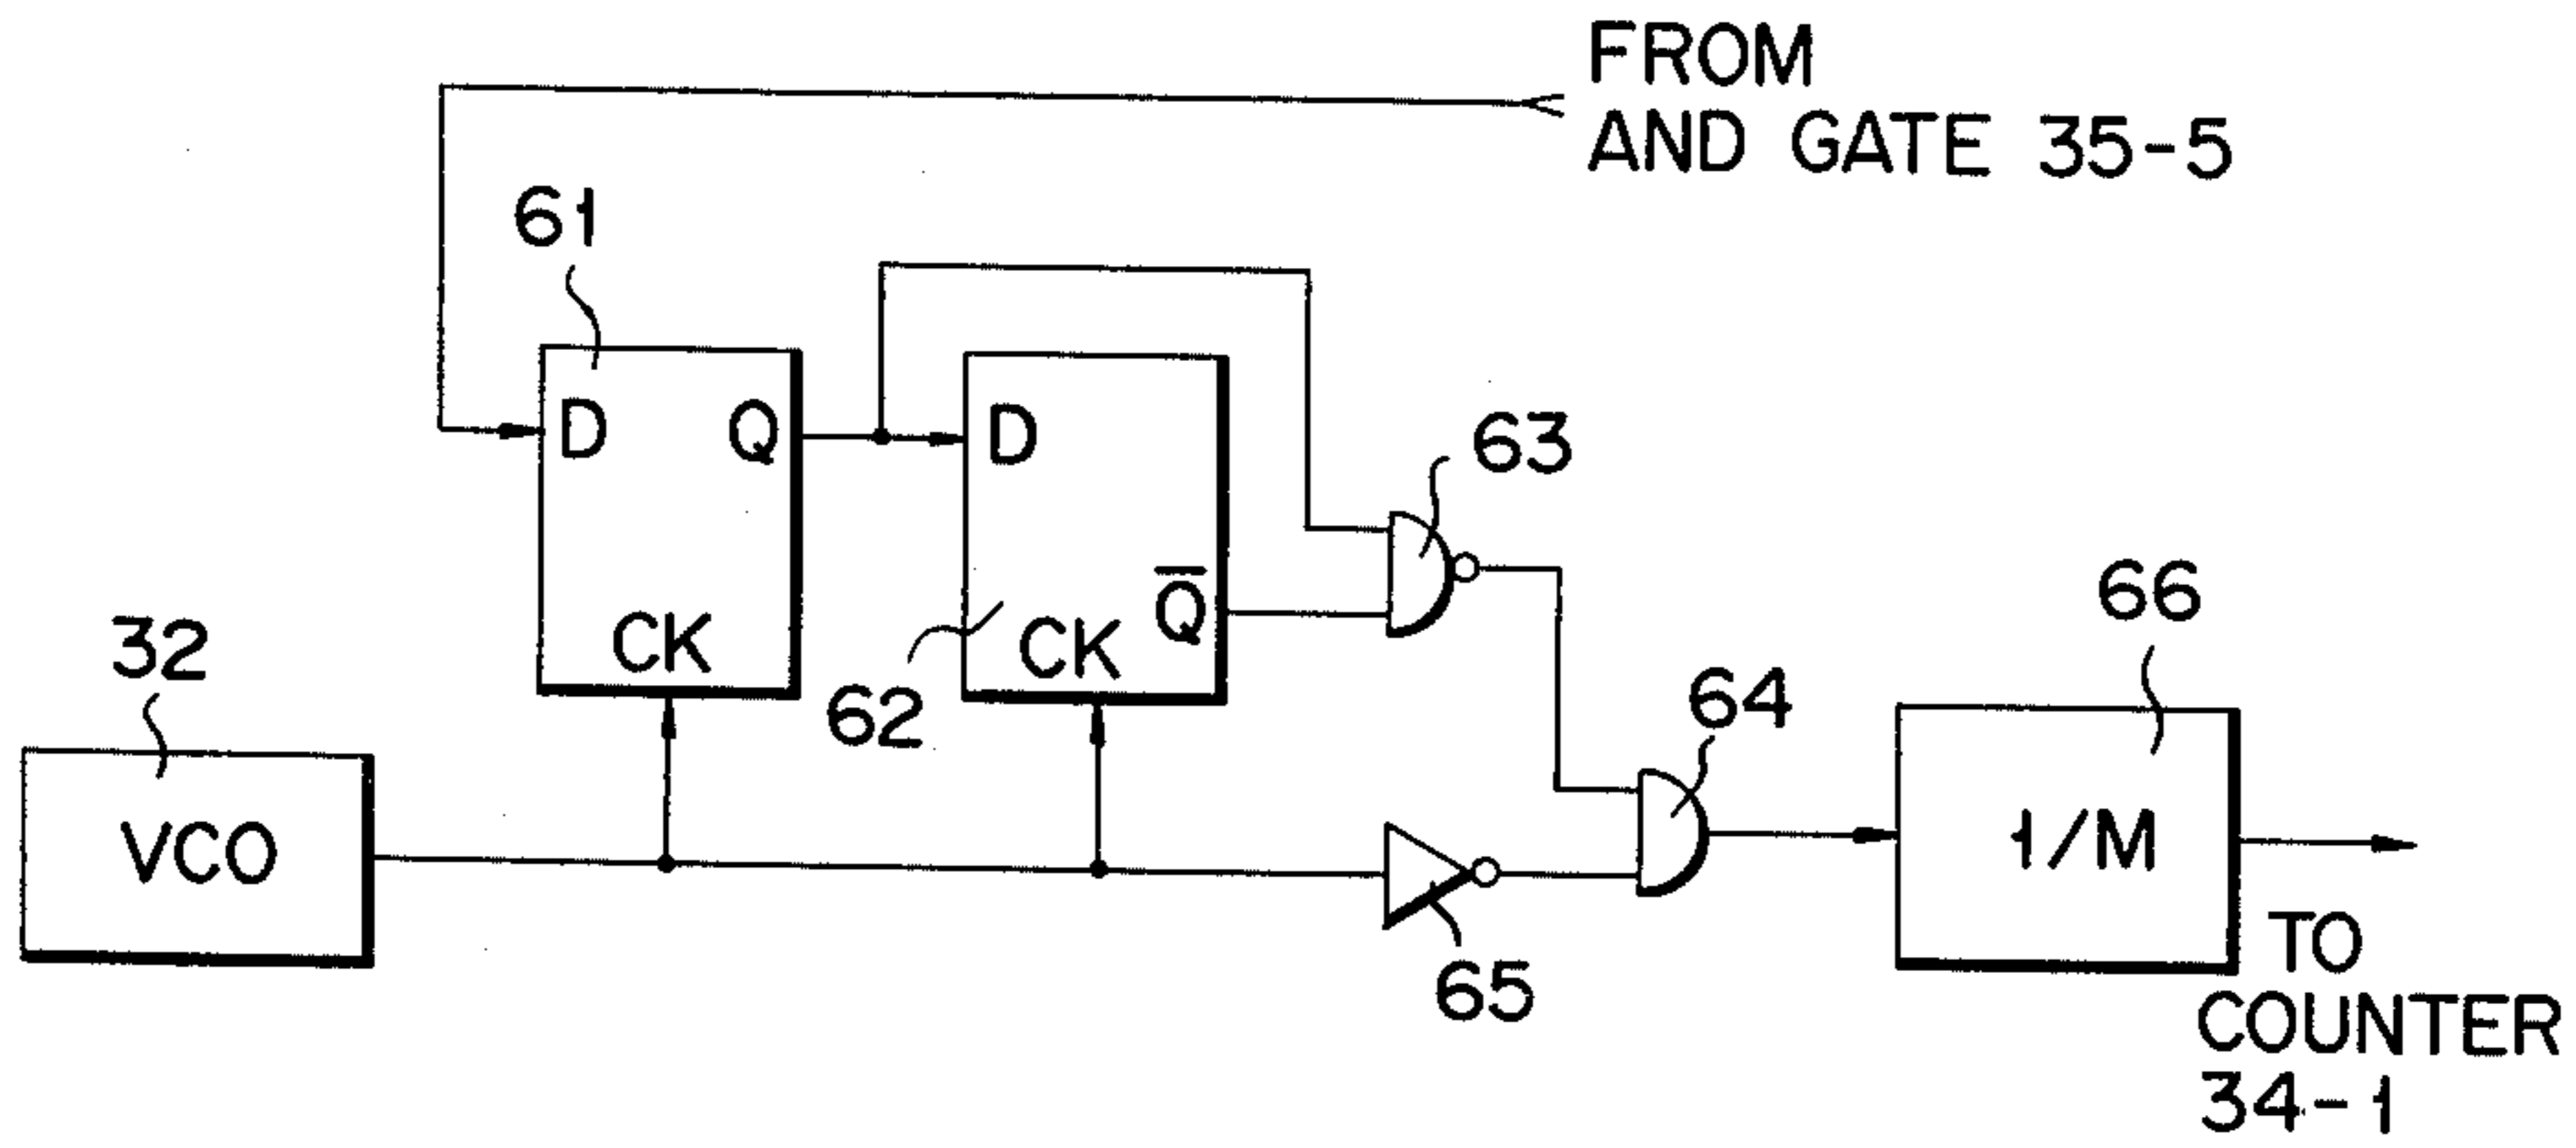 FROM
AND GATE 35-5
61
D
Q
CK
D
Q̅
CK
62
63
32
VCO
64
65
66
1/M
TO
COUNTER
34-1